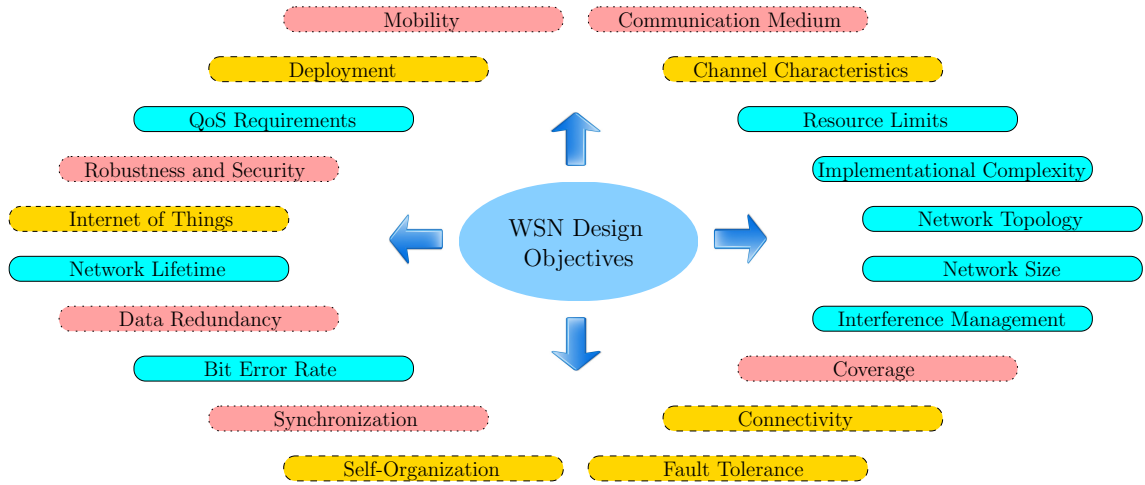 Mobility
Communication Medium
Deployment
Channel Characteristics
QoS Requirements
Resource Limits
Robustness and Security
Implementational Complexity
Internet of Things
WSN Design
Objectives
Network Topology
Network Lifetime
Network Size
Data Redundancy
Interference Management
Bit Error Rate
Coverage
Synchronization
Connectivity
Self-Organization
Fault Tolerance